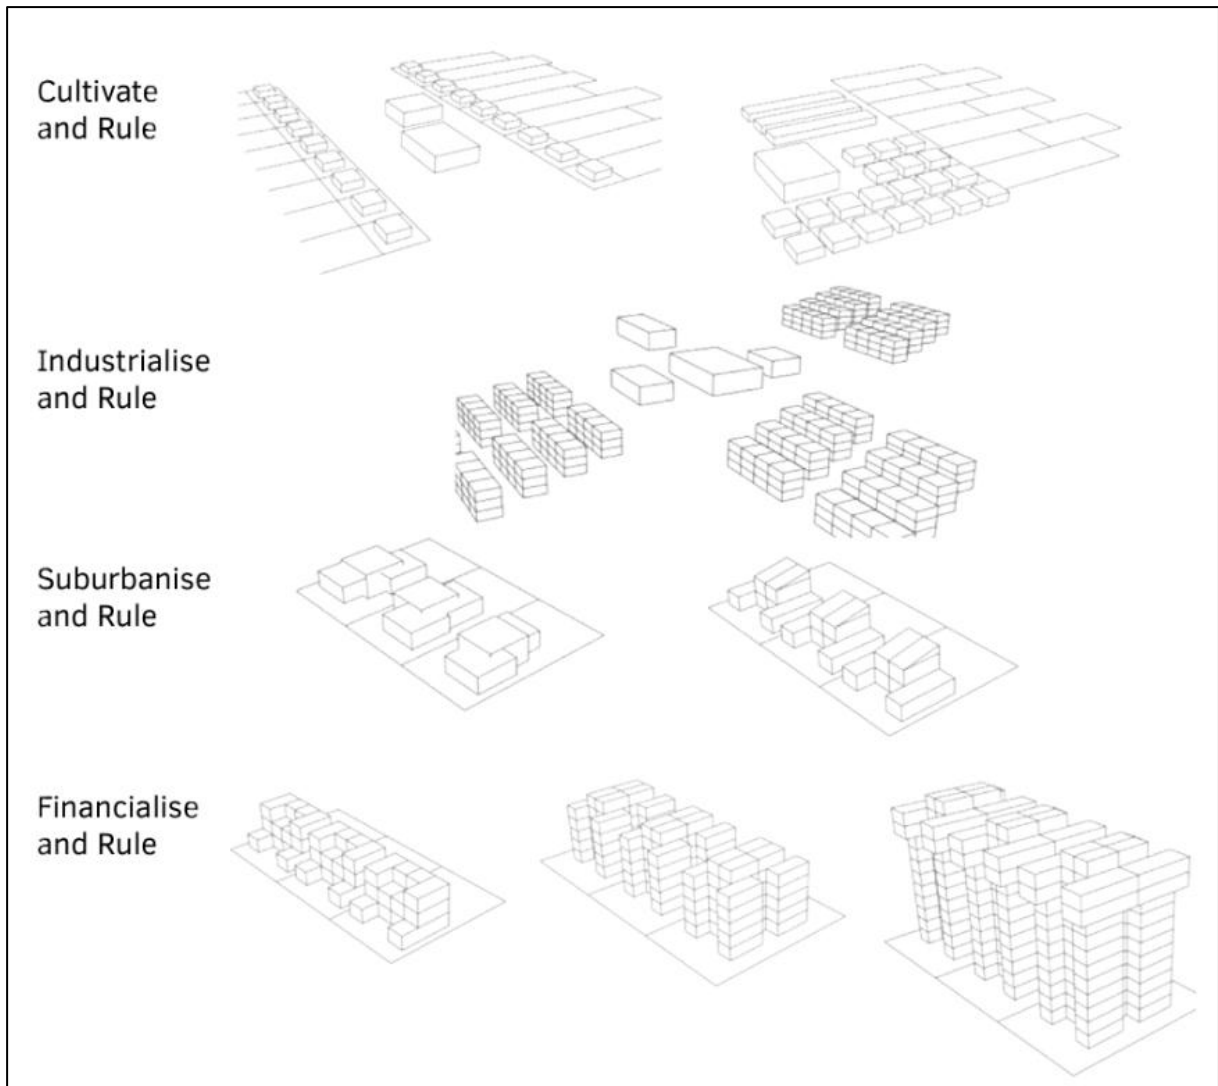 Cultivate
and Rule
Industrialise
and Rule
Suburbanise
and Rule
Financialise
and Rule